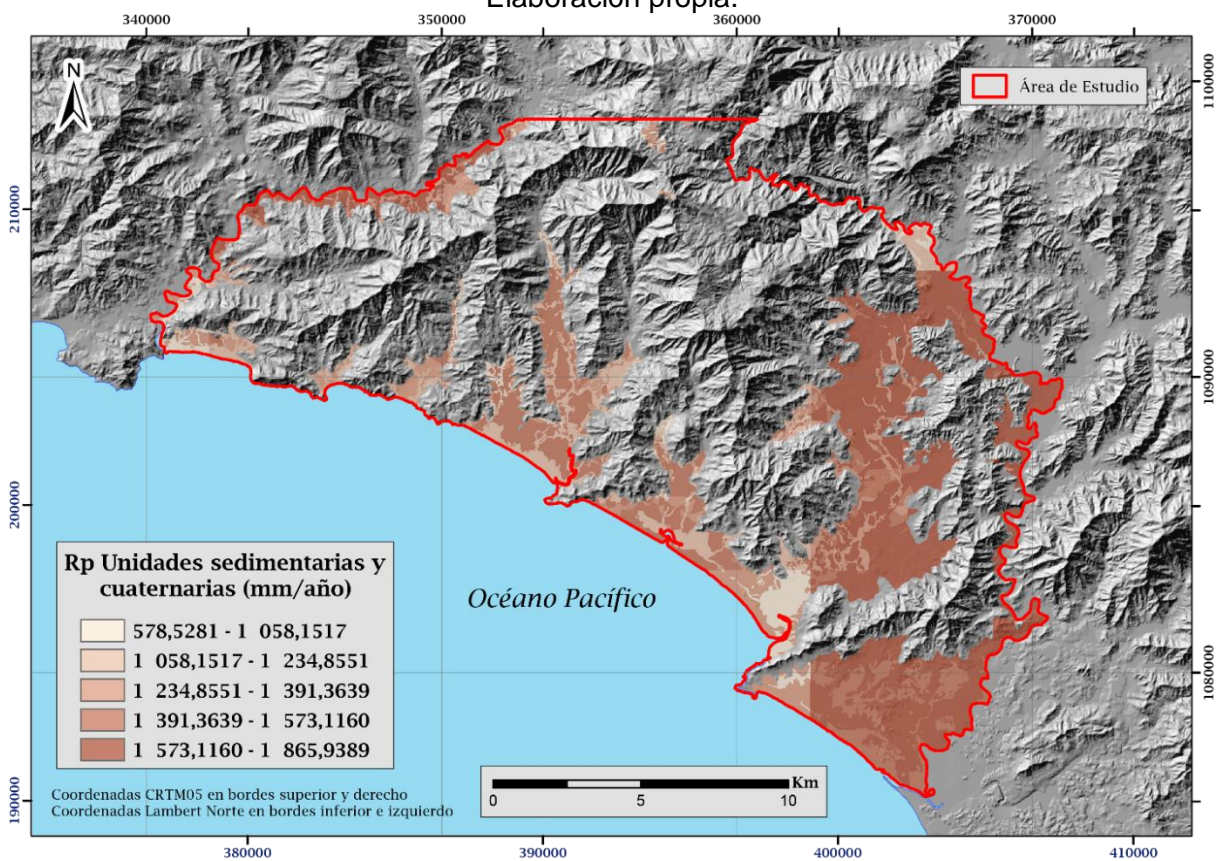 Elaboración propia.
340000 350000 360000 370000
N
Área de Estudio
1100000
210000
1090000
200000
Océano Pacífico
Rp Unidades sedimentarias y
cuaternarias (mm/año)
578,5281 - 1 058,1517
1 058,1517 - 1 234,8551
1 234,8551 - 1 391,3639
1 391,3639 - 1 573,1160
1 573,1160 - 1 865,9389
1080000
Km
0 5 10
Coordenadas CRTM05 en bordes superior y derecho
Coordenadas Lambert Norte en bordes inferior e izquierdo
190000
380000 390000 400000 410000